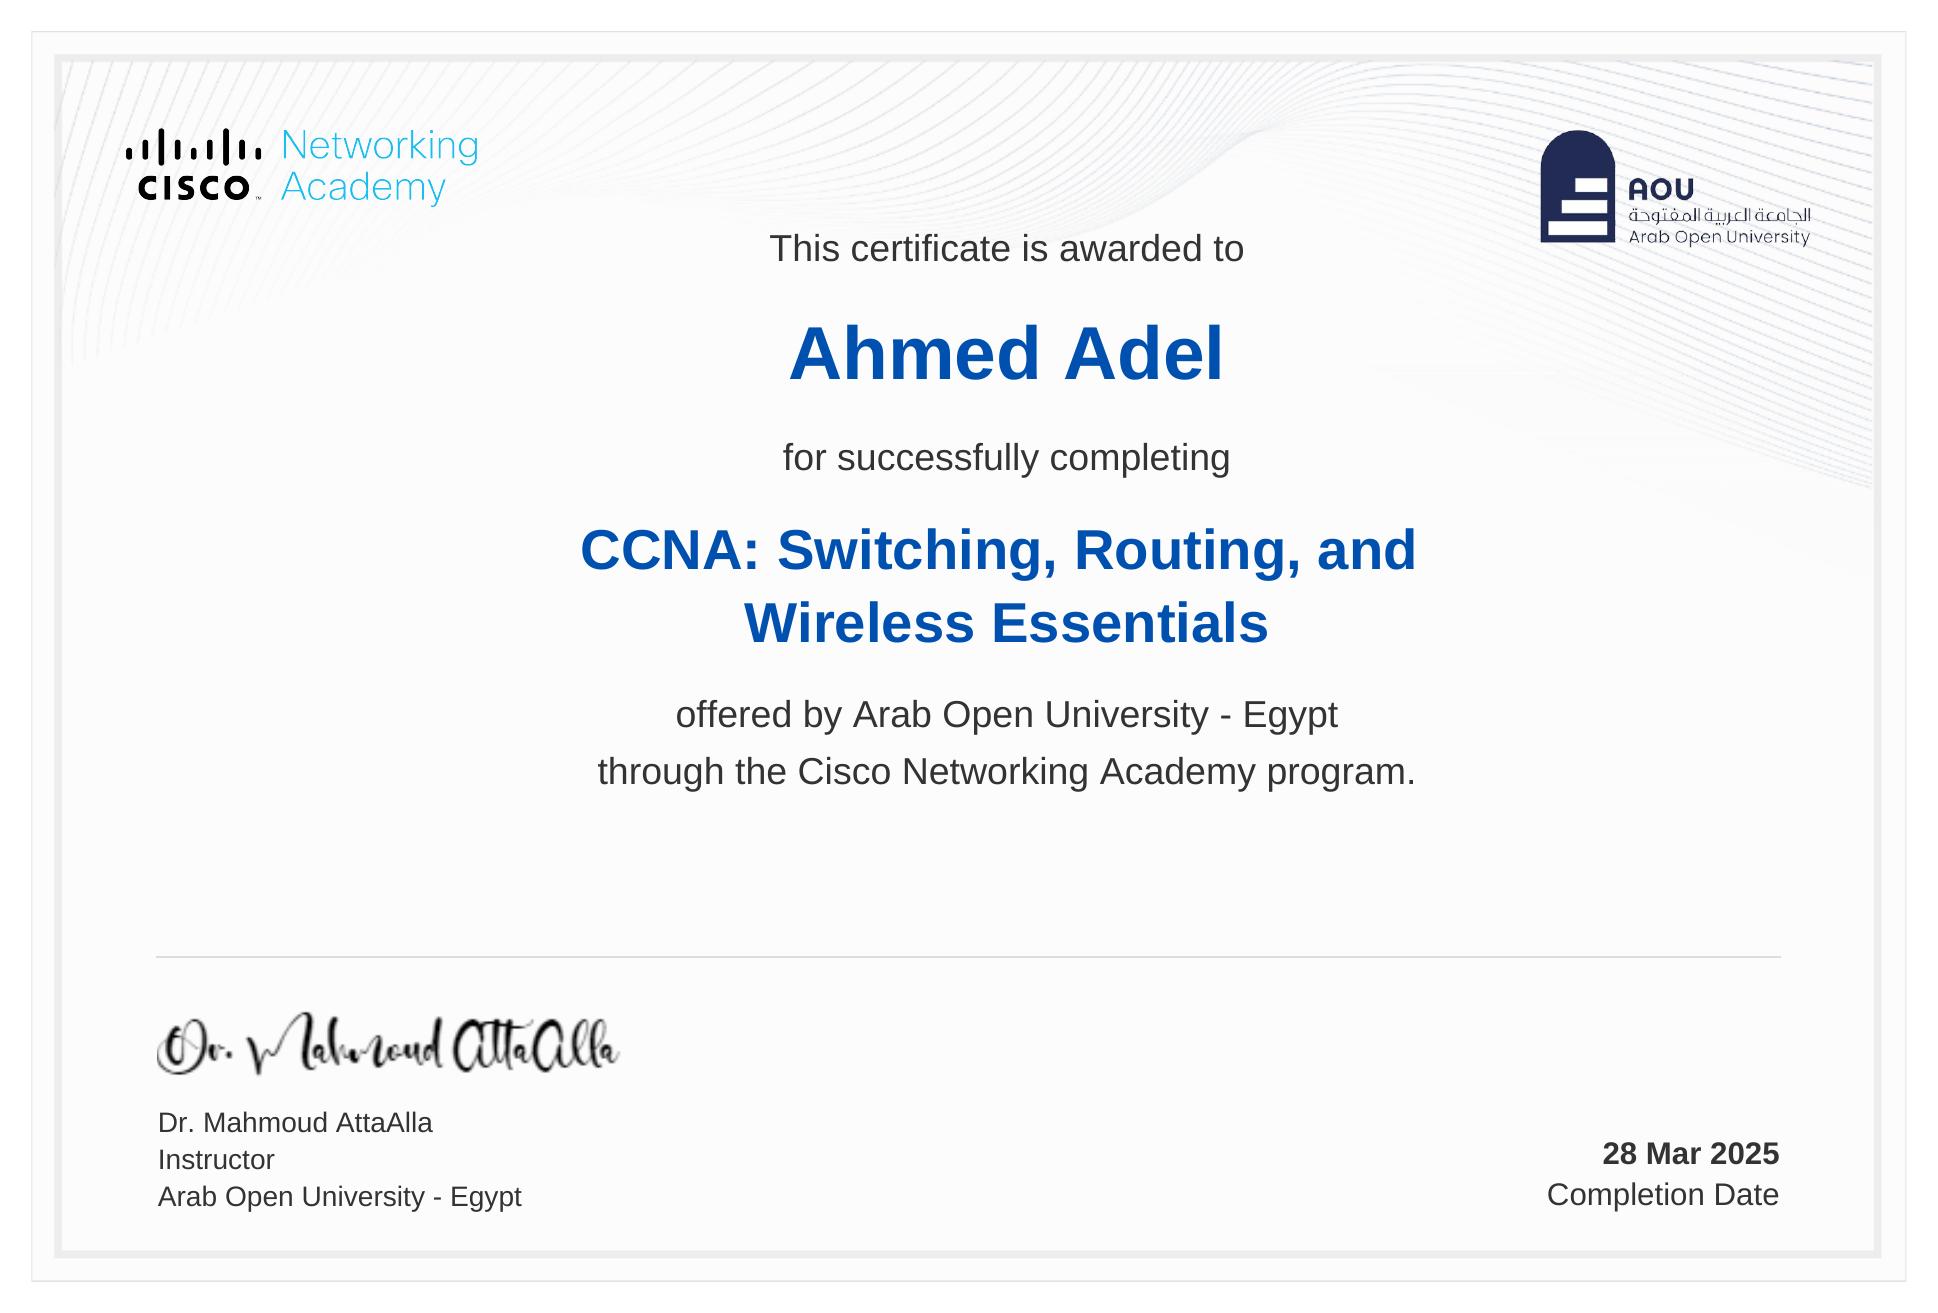 CISCO
Networking
Academy
AOU
الجامعة العربية المفتوحة
Arab Open University
This certificate is awarded to
Ahmed Adel
for successfully completing
CCNA: Switching, Routing, and
Wireless Essentials
offered by Arab Open University - Egypt
through the Cisco Networking Academy program.
Dr. Mahmoud AttaAlla
Dr. Mahmoud AttaAlla
Instructor
Arab Open University - Egypt
28 Mar 2025
Completion Date